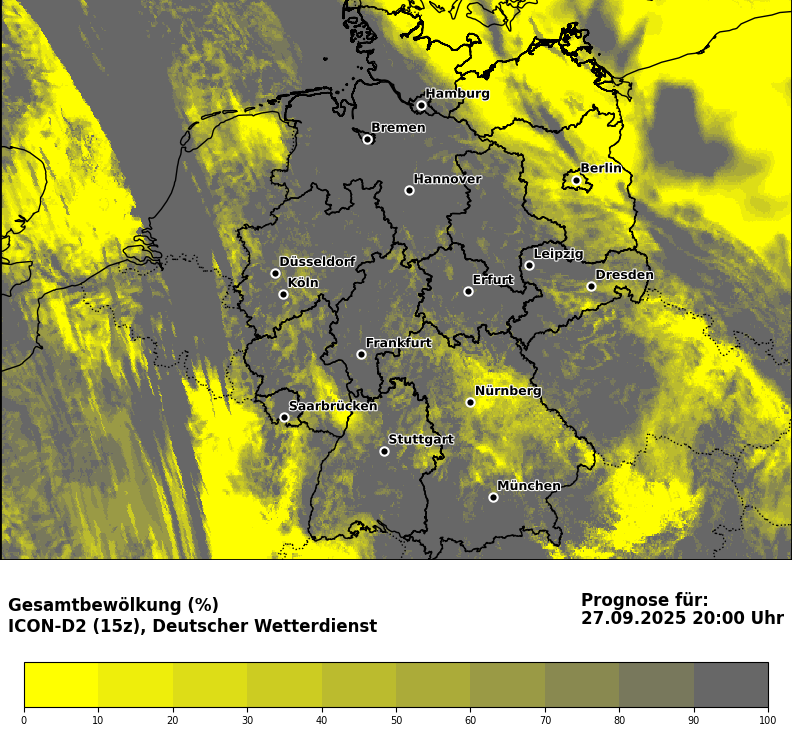 Hamburg
Bremen
Berlin
Hannover
Leipzig
Düsseldorf
Dresden
Köln
Erfurt
Frankfurt
Nürnberg
Saarbrücken
Stuttgart
München
Gesamtbewölkung (%)
ICON-D2 (15z), Deutscher Wetterdienst
Prognose für:
27.09.2025 20:00 Uhr
0 10 20 30 40 50 60 70 80 90 100